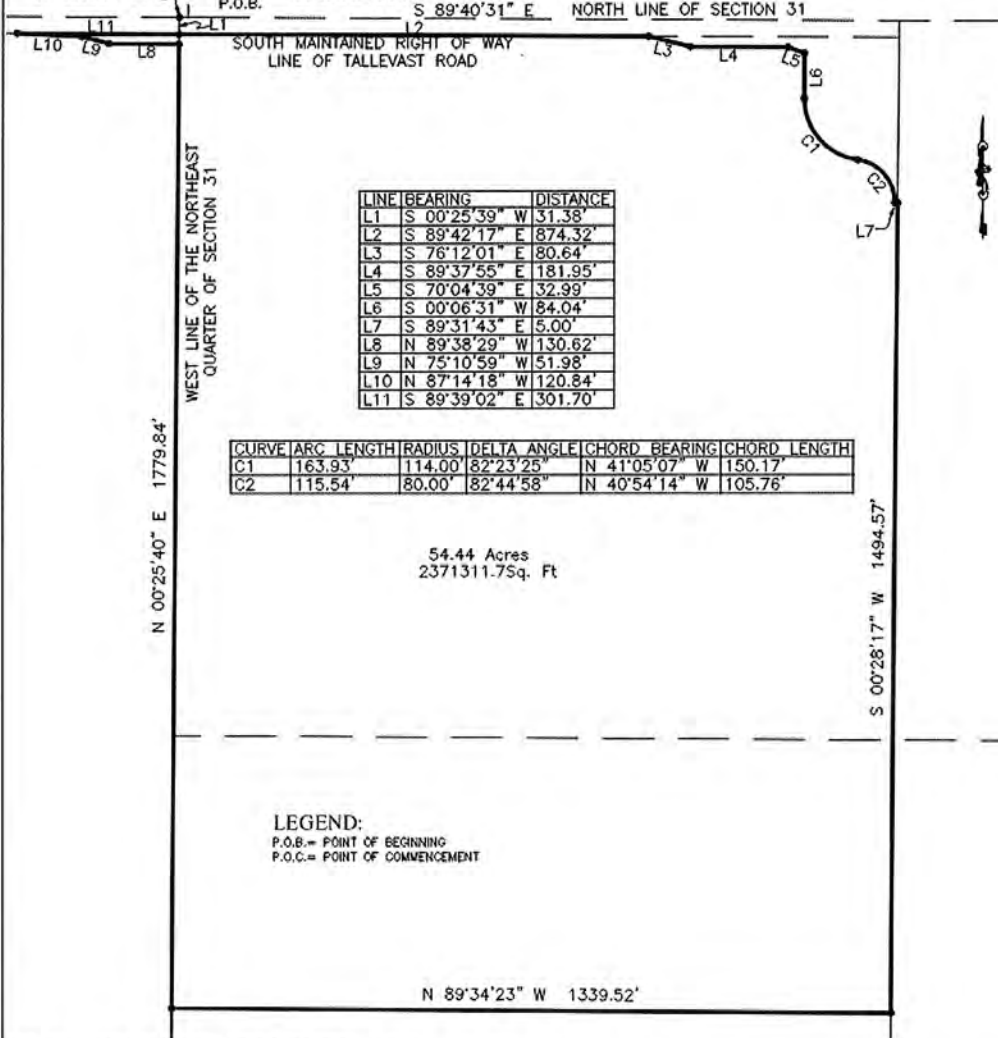 P.O.B.
S 89°40'31" E NORTH LINE OF SECTION 31
L1
L2
L11
L10
L9
L8
SOUTH MAINTAINED RIGHT OF WAY
LINE OF TALLEVAST ROAD
L3
L4
L5
L6
C1
C2
L7
WEST LINE OF THE NORTHEAST
QUARTER OF SECTION 31
LINE BEARING DISTANCE
L1 S 00°25'39" W 31.38'
L2 S 89°42'17" E 874.32'
L3 S 76°12'01" E 80.64'
L4 S 89°37'55" E 181.95'
L5 S 70°04'39" E 32.99'
L6 S 00°06'31" W 84.04'
L7 S 89°31'43" E 5.00'
L8 N 89°38'29" W 130.62'
L9 N 75°10'59" W 51.98'
L10 N 87°14'18" W 120.84'
L11 S 89°39'02" E 301.70'
CURVE ARC LENGTH RADIUS DELTA ANGLE CHORD BEARING CHORD LENGTH
C1 163.93' 114.00' 82°23'25" N 41°05'07" W 150.17'
C2 115.54' 80.00' 82°44'58" N 40°54'14" W 105.76'
N 00°25'40" E 1779.84'
54.44 Acres
2371311.7Sq. Ft
S 00°28'17" W 1494.57'
LEGEND:
P.O.B.= POINT OF BEGINNING
P.O.C.= POINT OF COMMENCEMENT
N 89°34'23" W 1339.52'